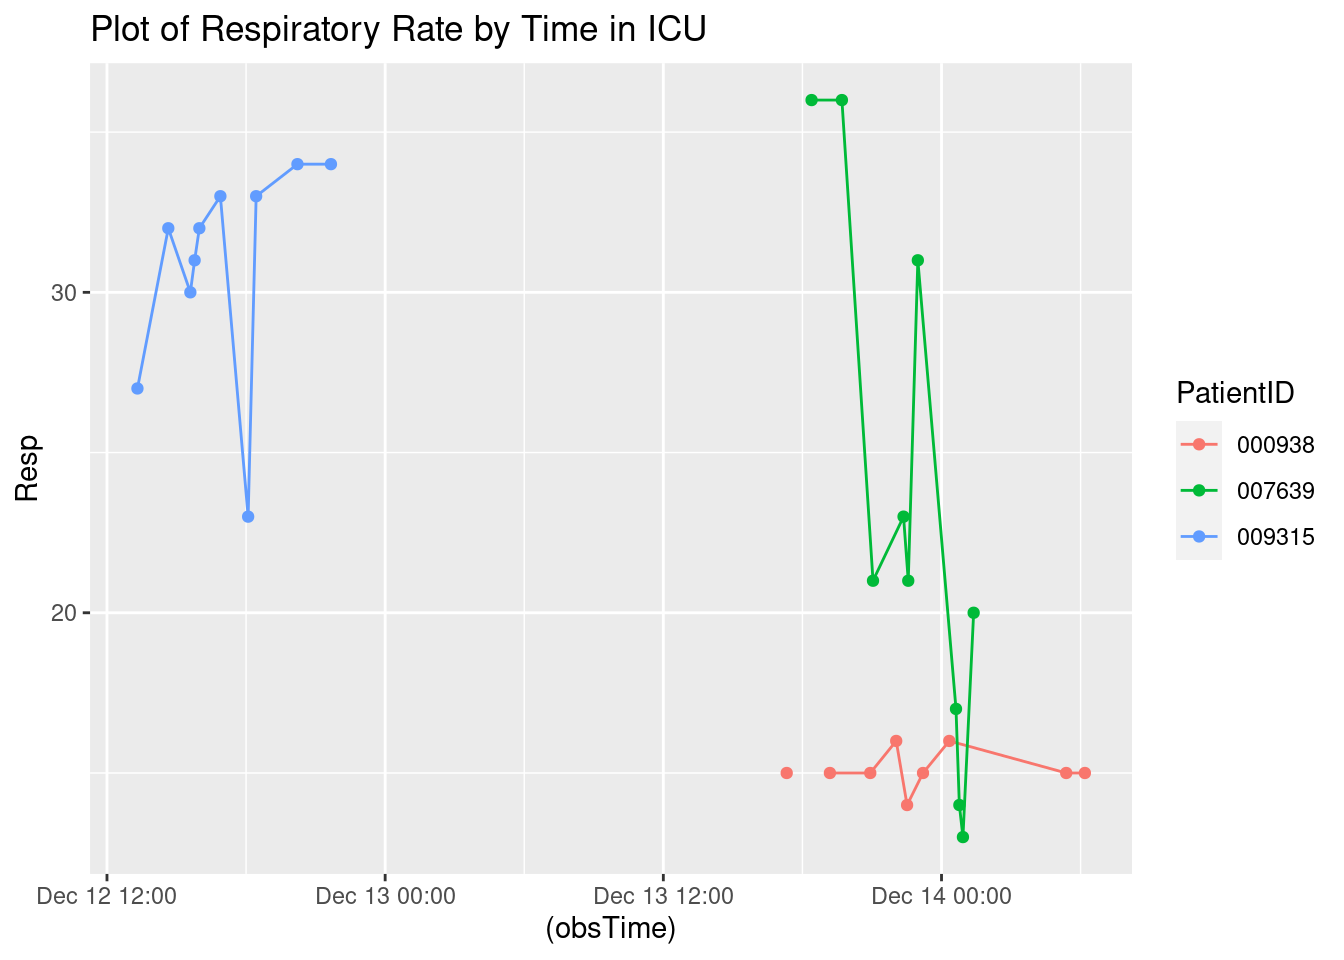 Plot of Respiratory Rate by Time in ICU
Resp
30
20
Dec 12 12:00
Dec 13 00:00
Dec 13 12:00
Dec 14 00:00
(obsTime)
PatientID
000938
007639
009315